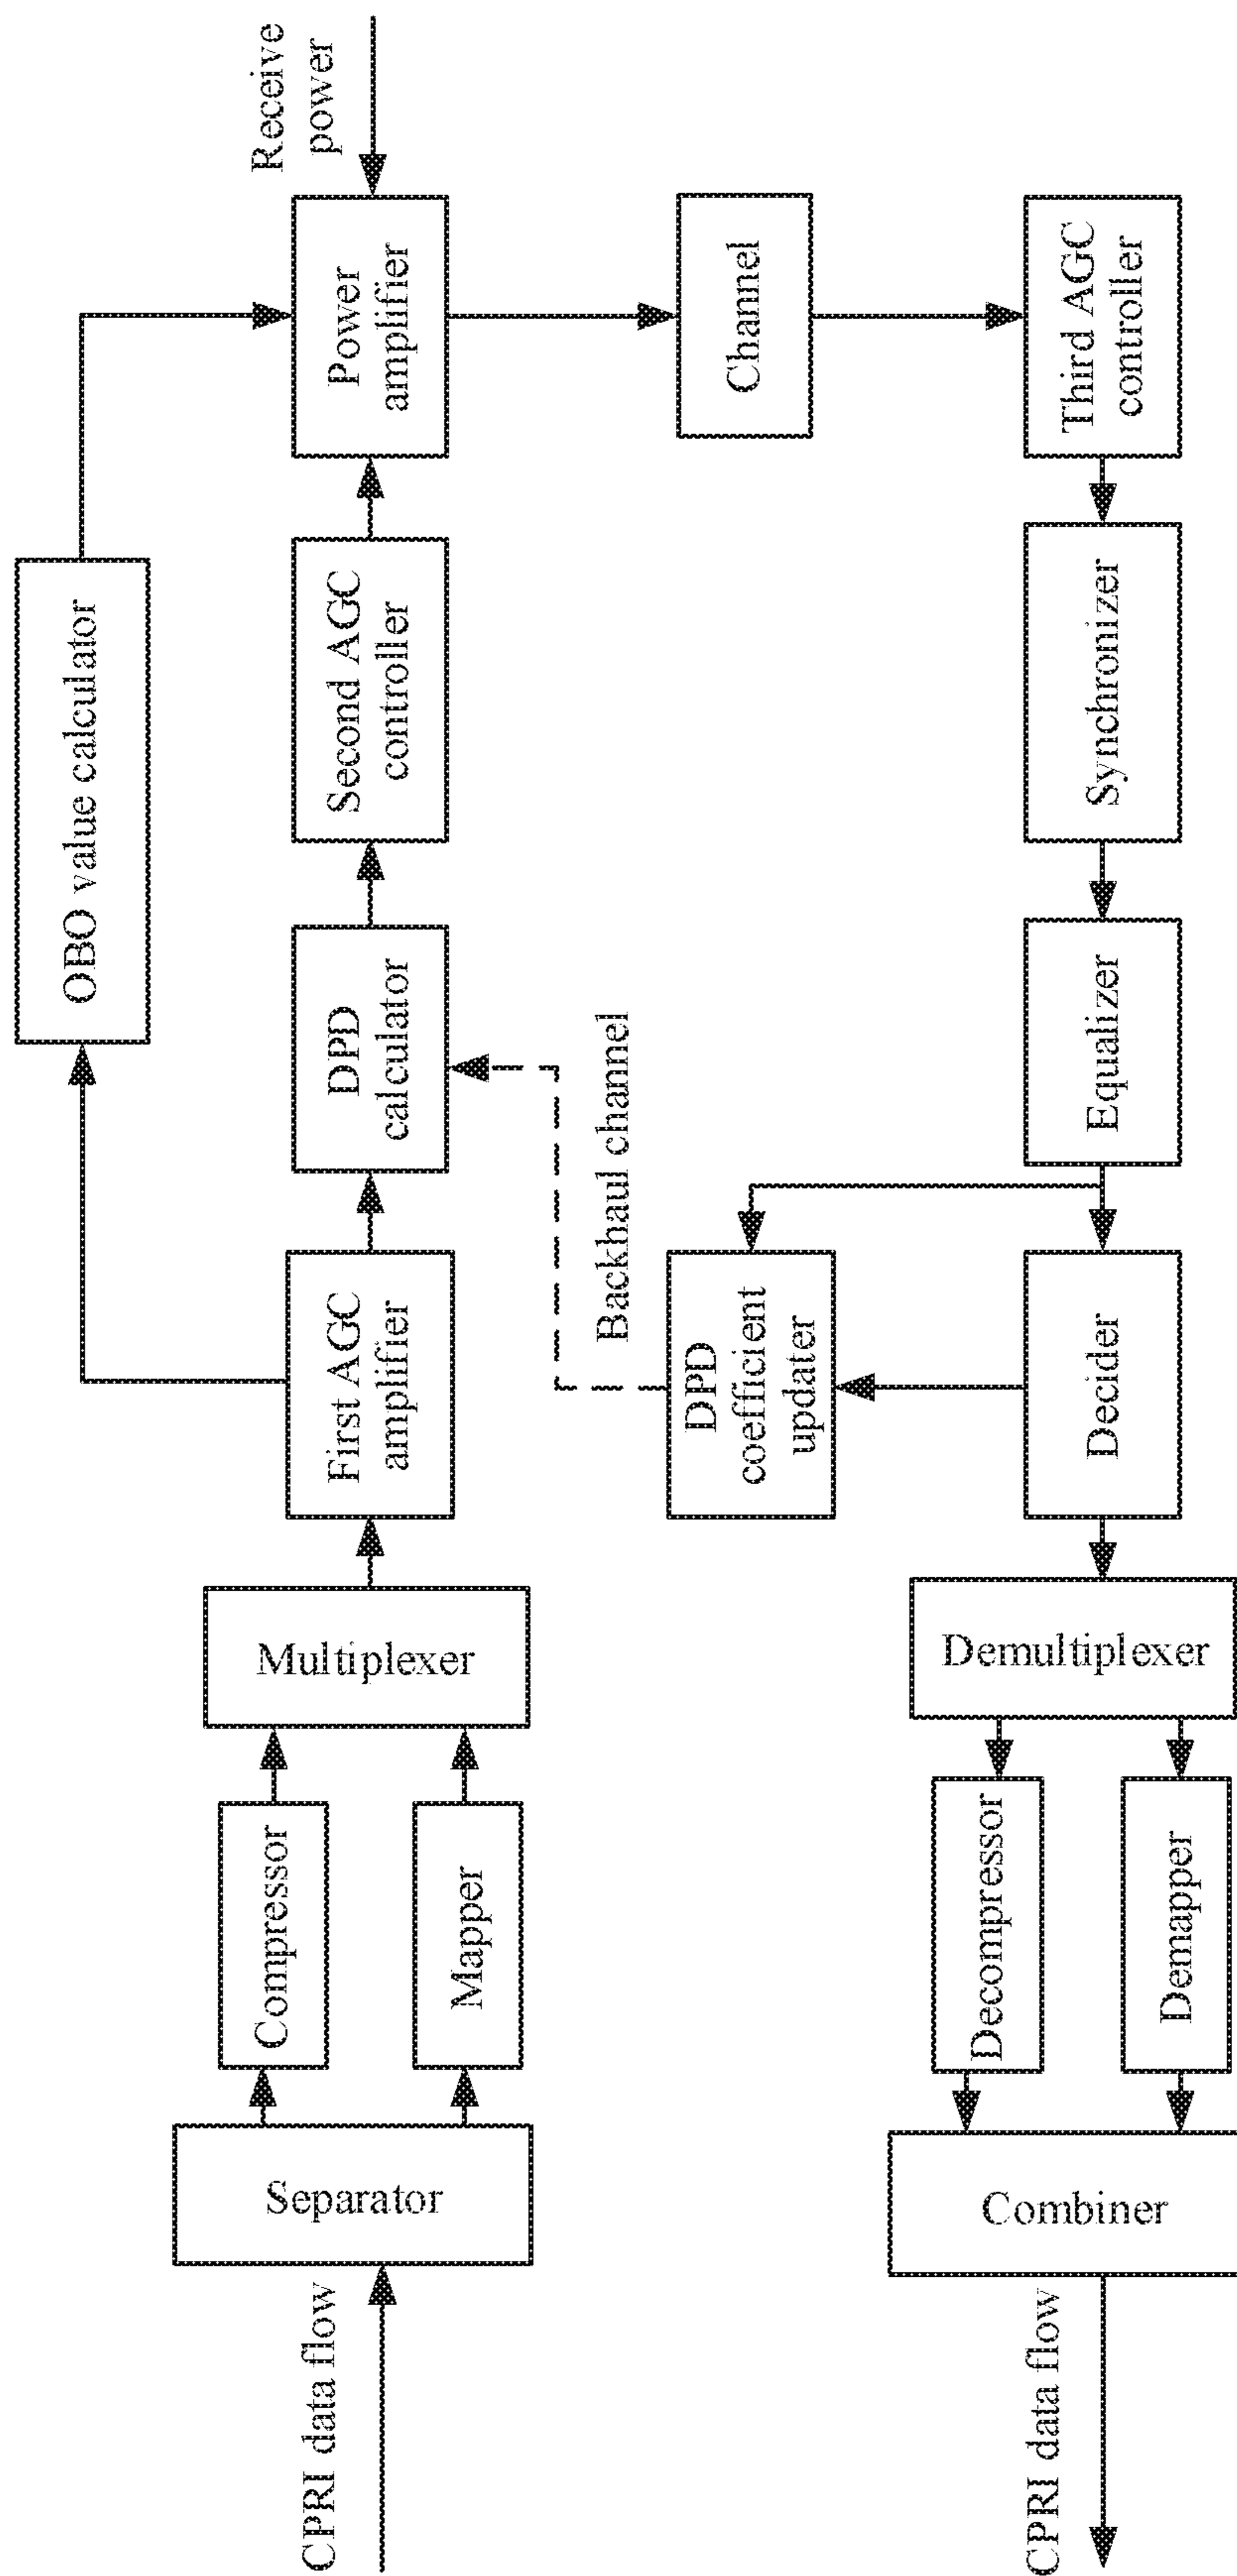 CPRI data flow
Separator
Compressor
Mapper
Multiplexer
First AGC
amplifier
OBO value calculator
DPD
calculator
Second AGC
controller
Power
amplifier
Receive
power
Backhaul channel
Channel
DPD
coefficient
updater
Third AGC
controller
Synchronizer
Equalizer
Decider
Demultiplexer
Decompressor
Demapper
Combiner
CPRI data flow